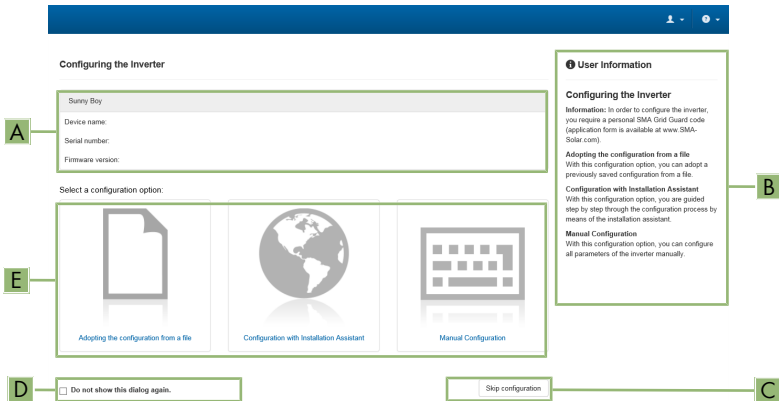 Configuring the Inverter
Sunny Boy
Device name:
Serial number:
Firmware version:
A
Select a configuration option:
E
Adopting the configuration from a file
Configuration with Installation Assistant
Manual Configuration
D
Do not show this dialog again.
Skip configuration
C
User Information
Configuring the Inverter
Information: In order to configure the inverter,
you require a personal SMA Grid Guard code
(application form is available at www.SMA-
Solar.com).
Adopting the configuration from a file
With this configuration option, you can adopt a
previously saved configuration from a file.
Configuration with Installation Assistant
With this configuration option, you are guided
step by step through the configuration process by
means of the installation assistant.
Manual Configuration
With this configuration option, you can configure
all parameters of the inverter manually.
B